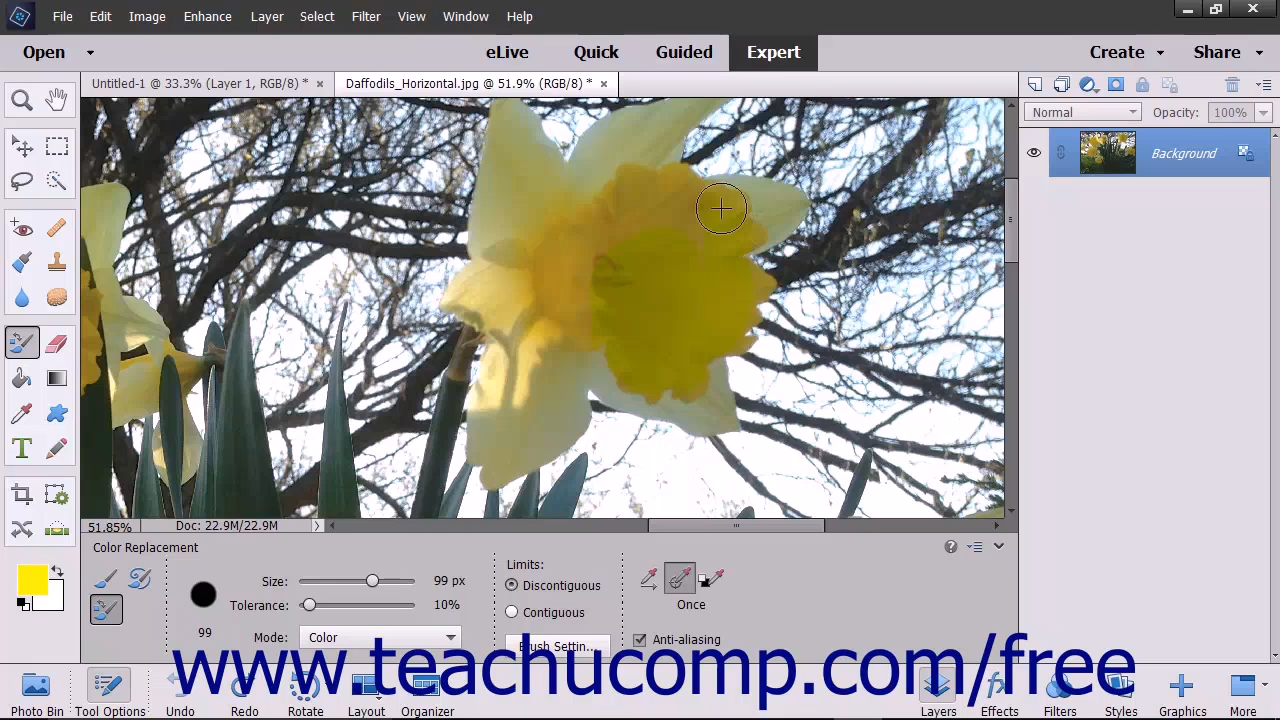 File Edit Image Enhance Layer Select Filter View Window Help
Open eLive Quick Guided Expert Create Share
Untitled-1 @ 33.3% (Layer 1, RGB/8) * × Daffodils_Horizontal.jpg @ 51.9% (RGB/8) * ×
Normal Opacity: 100%
Background
51.85% Doc: 22.9M/22.9M
Color Replacement
Size: 99 px
Tolerance: 10%
99
Mode: Color
Limits:
Discontiguous
Contiguous
Brush Settin...
Once
Anti-aliasing
www.teachucomp.com/free
Photo Bin Tool Options Undo Redo Rotate Layout Organizer Layers Effects Filters Styles Graphics More